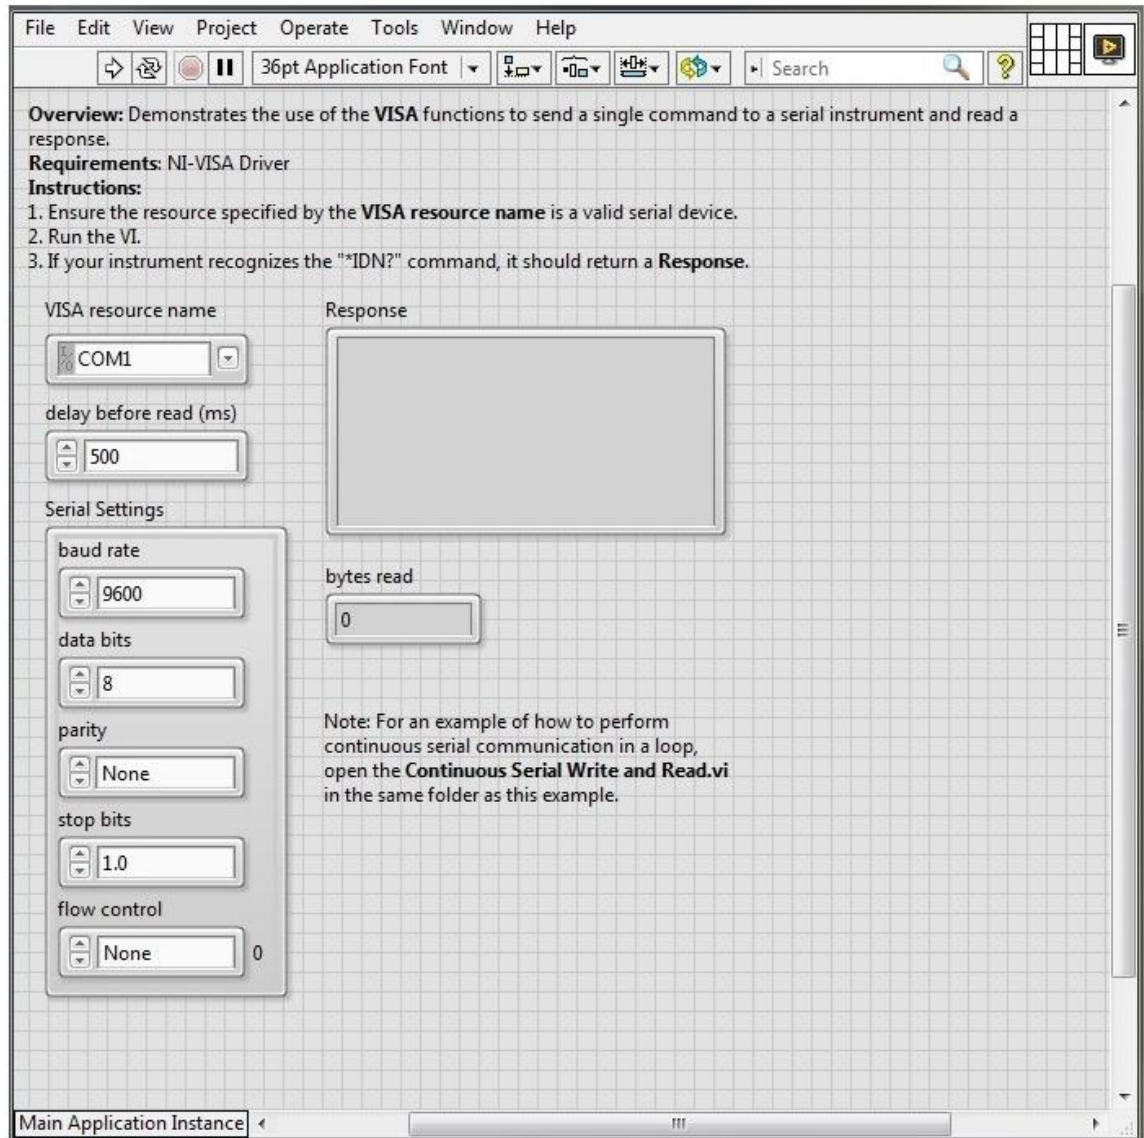 File Edit View Project Operate Tools Window Help
36pt Application Font Search
Overview: Demonstrates the use of the VISA functions to send a single command to a serial instrument and read a
response.
Requirements: NI-VISA Driver
Instructions:
1. Ensure the resource specified by the VISA resource name is a valid serial device.
2. Run the VI.
3. If your instrument recognizes the "*IDN?" command, it should return a Response.
VISA resource name
I/O COM1
delay before read (ms)
500
Serial Settings
baud rate
9600
data bits
8
parity
None
stop bits
1.0
flow control
None 0
Response
bytes read
0
Note: For an example of how to perform
continuous serial communication in a loop,
open the Continuous Serial Write and Read.vi
in the same folder as this example.
Main Application Instance